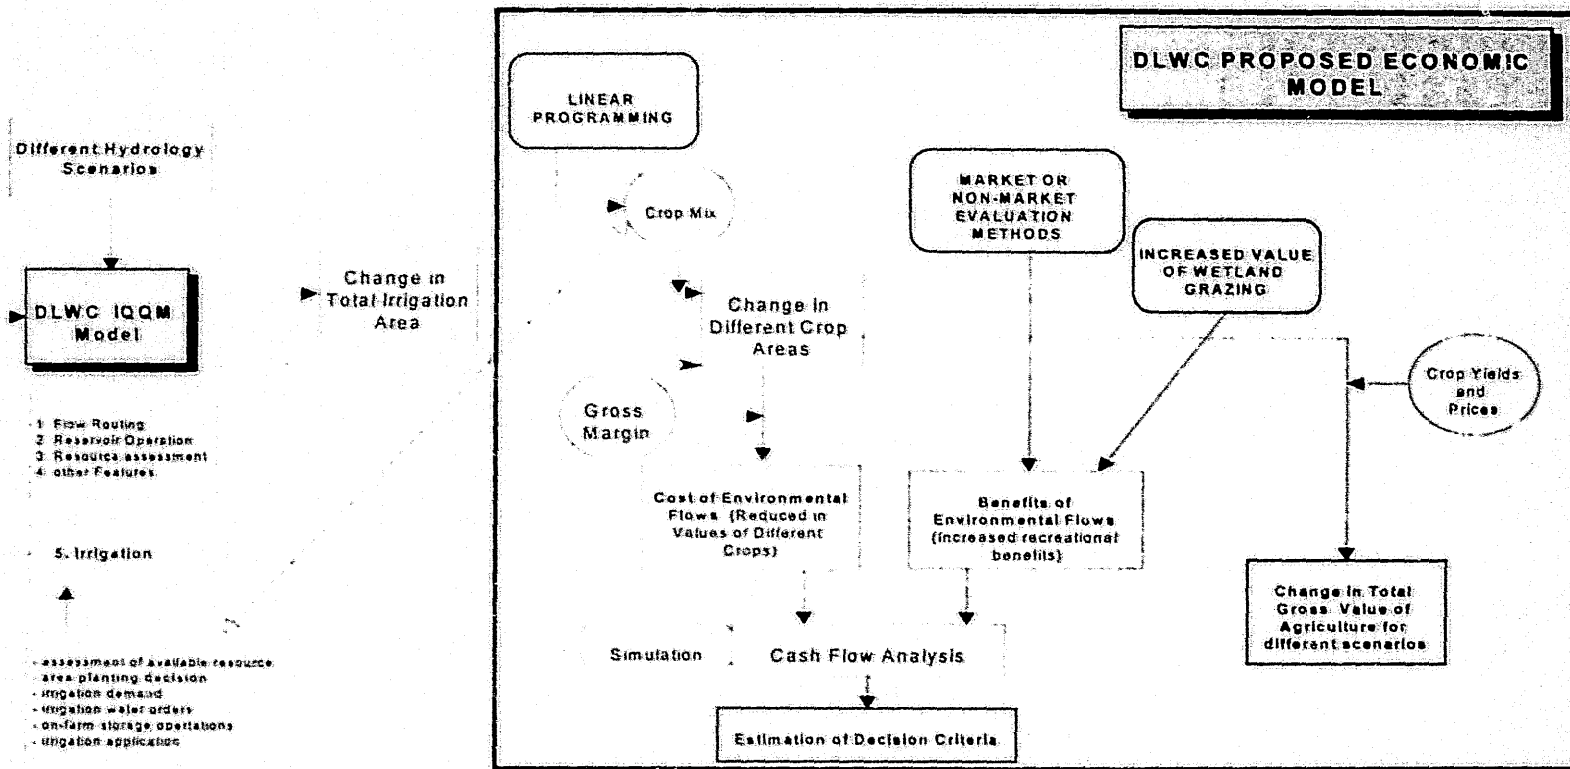 DLWC PROPOSED ECONOMIC
MODEL
LINEAR
PROGRAMMING
Different Hydrology
Scenarios
MARKET OR
NON-MARKET
EVALUATION
METHODS
Crop Mix
INCREASED VALUE
OF WETLAND
GRAZING
Change in
Total Irrigation
Area
DLWC IQQM
Model
Change In
Different Crop
Areas
Crop Yields
and
Prices
Gross
Margin
1 Flow Routing
2 Reservoir Operation
3 Resource assessment
4 other Features
Cost of Environmental
Flows (Reduced in
Values of Different
Crops)
Benefits of
Environmental Flows
(increased recreational
benefits)
5. Irrigation
Change in Total
Gross Value of
Agriculture for
different scenarios
Simulation
Cash Flow Analysis
- assessment of available resource
- area planting decision
- irrigation demand
- irrigation water orders
- on-farm storage opertations
- irrigation application
Estimation of Decision Criteria